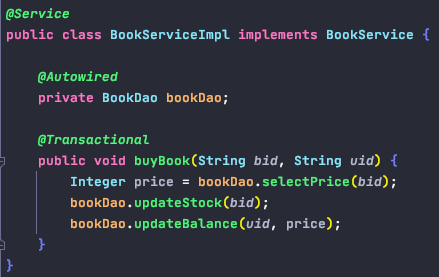 @Service
public class BookServiceImpl implements BookService {
@Autowired
private BookDao bookDao;
@Transactional
public void buyBook(String bid, String uid) {
Integer price = bookDao.selectPrice(bid);
bookDao.updateStock(bid);
bookDao.updateBalance(uid, price);
}
}